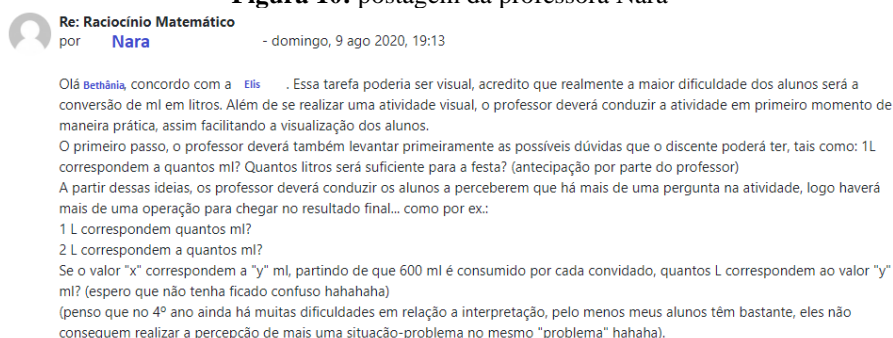 Figura 10: postagem da professora Nara
Re: Raciocínio Matemático
por Nara - domingo, 9 ago 2020, 19:13
Olá Bethânia, concordo com a Elis . Essa tarefa poderia ser visual, acredito que realmente a maior dificuldade dos alunos será a
conversão de ml em litros. Além de se realizar uma atividade visual, o professor deverá conduzir a atividade em primeiro momento de
maneira prática, assim facilitando a visualização dos alunos.
O primeiro passo, o professor deverá também levantar primeiramente as possíveis dúvidas que o discente poderá ter, tais como: 1L
correspondem a quantos ml? Quantos litros será suficiente para a festa? (antecipação por parte do professor)
A partir dessas ideias, os professor deverá conduzir os alunos a perceberem que há mais de uma pergunta na atividade, logo haverá
mais de uma operação para chegar no resultado final... como por ex.:
1 L correspondem quantos ml?
2 L correspondem a quantos ml?
Se o valor "x" correspondem a "y" ml, partindo de que 600 ml é consumido por cada convidado, quantos L correspondem ao valor "y"
ml? (espero que não tenha ficado confuso hahahaha)
(penso que no 4º ano ainda há muitas dificuldades em relação a interpretação, pelo menos meus alunos têm bastante, eles não
conseguem realizar a percepção de mais uma situação-problema no mesmo "problema" hahaha).